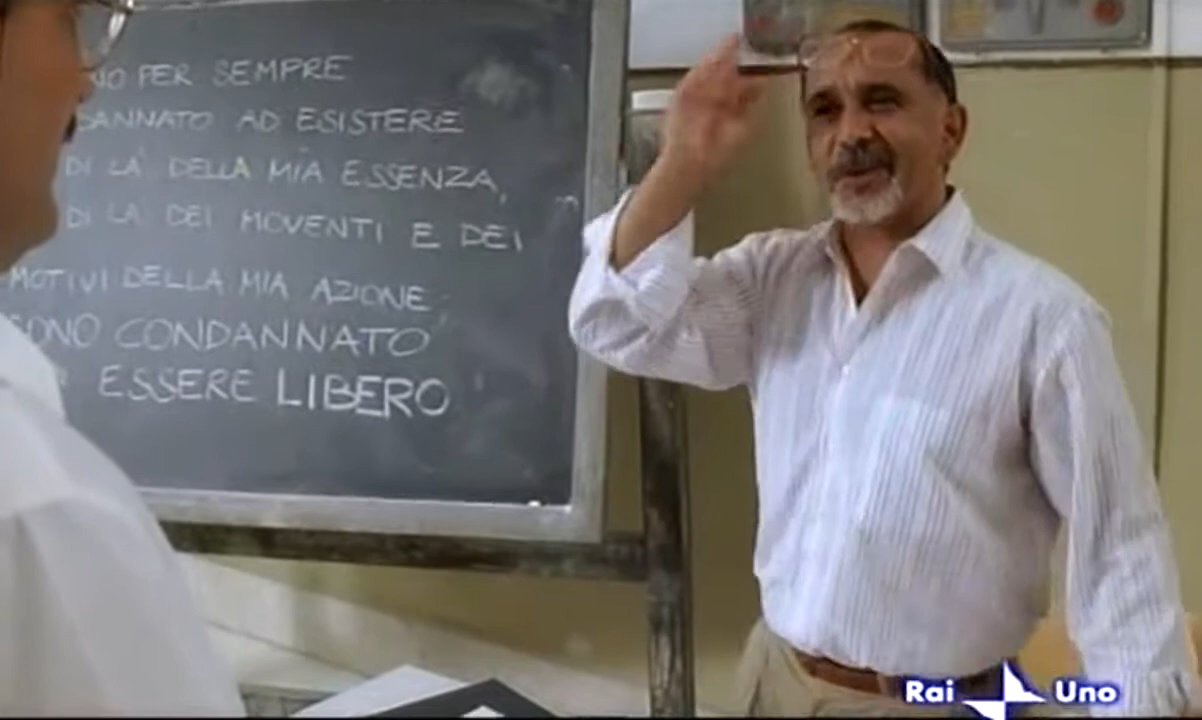 NO PER SEMPRE
DANNATO AD ESISTERE
DI LÀ DELLA MIA ESSENZA,
DI LÀ DEI MOVENTI E DEI
MOTIVI DELLA MIA AZIONE:
SONO CONDANNATO
ESSERE LIBERO
Rai Uno